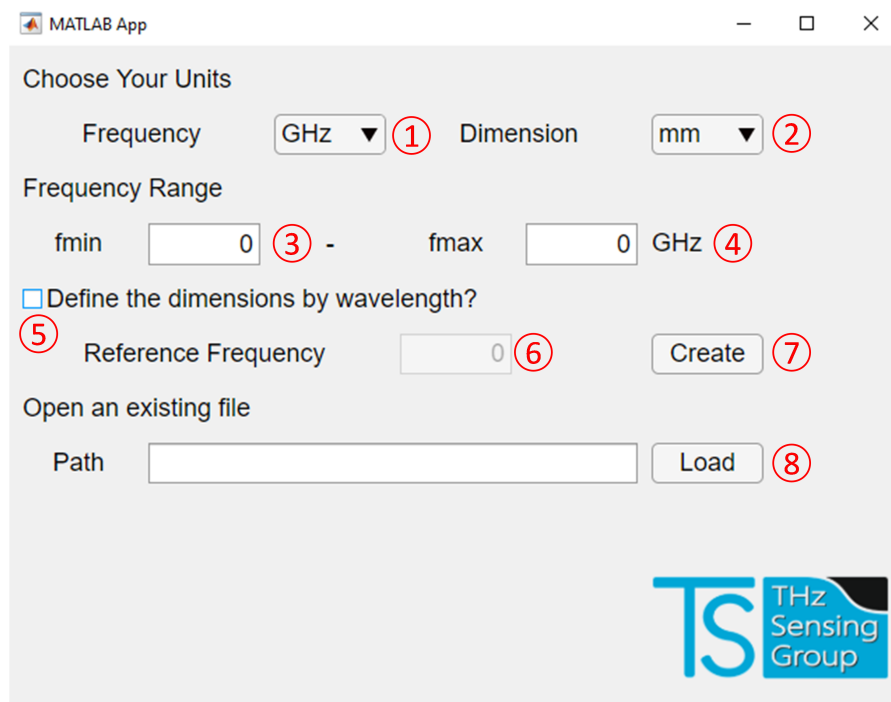 MATLAB App
Choose Your Units
Frequency GHz ① Dimension mm ②
Frequency Range
fmin 0 ③ - fmax 0 GHz ④
Define the dimensions by wavelength?
⑤
Reference Frequency 0 ⑥ Create ⑦
Open an existing file
Path Load ⑧
TS THz
Sensing
Group